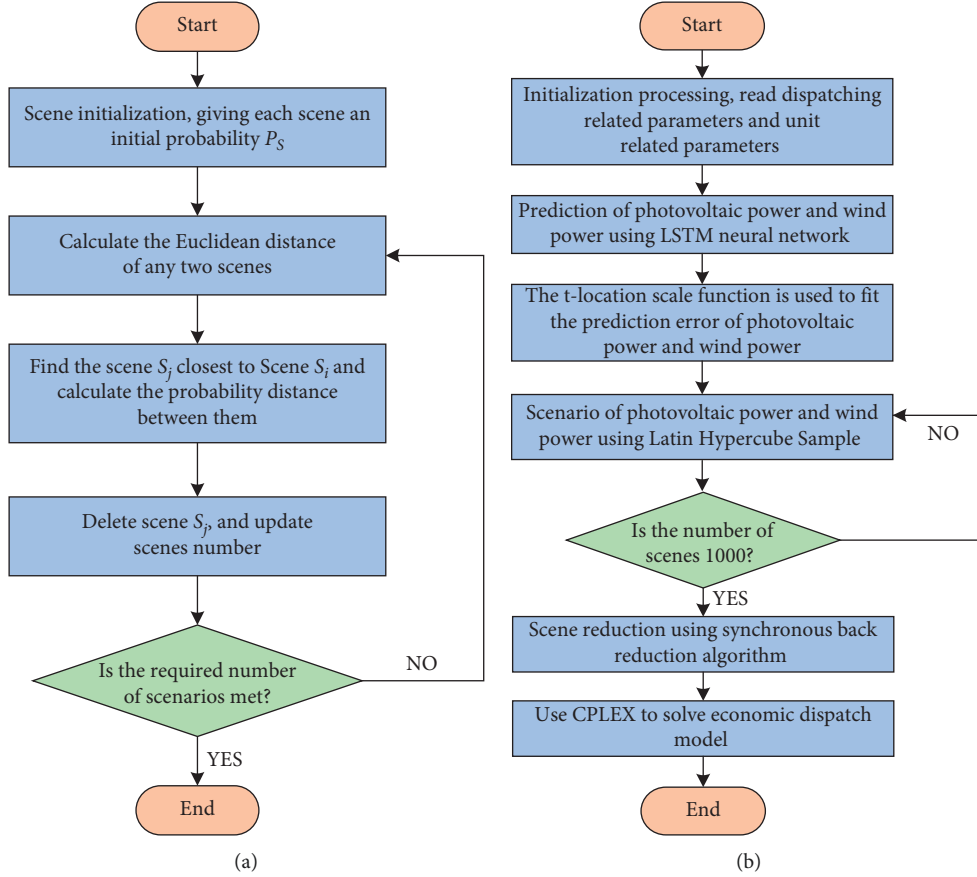 Start
Scene initialization, giving each scene an
initial probability P_S
Calculate the Euclidean distance
of any two scenes
Find the scene S_j closest to Scene S_i and
calculate the probability distance
between them
Delete scene S_j, and update
scenes number
Is the required number
of scenarios met?
NO
YES
End
(a)
Start
Initialization processing, read dispatching
related parameters and unit
related parameters
Prediction of photovoltaic power and wind
power using LSTM neural network
The t-location scale function is used to fit
the prediction error of photovoltaic
power and wind power
Scenario of photovoltaic power and wind
power using Latin Hypercube Sample
NO
Is the number of
scenes 1000?
YES
Scene reduction using synchronous back
reduction algorithm
Use CPLEX to solve economic dispatch
model
End
(b)